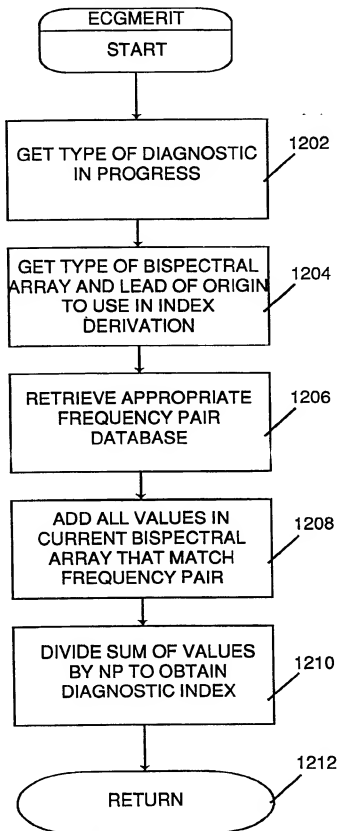 ECGMERIT
START
GET TYPE OF DIAGNOSTIC
IN PROGRESS
1202
GET TYPE OF BISPECTRAL
ARRAY AND LEAD OF ORIGIN
TO USE IN INDEX
DERIVATION
1204
RETRIEVE APPROPRIATE
FREQUENCY PAIR
DATABASE
1206
ADD ALL VALUES IN
CURRENT BISPECTRAL
ARRAY THAT MATCH
FREQUENCY PAIR
1208
DIVIDE SUM OF VALUES
BY NP TO OBTAIN
DIAGNOSTIC INDEX
1210
RETURN
1212